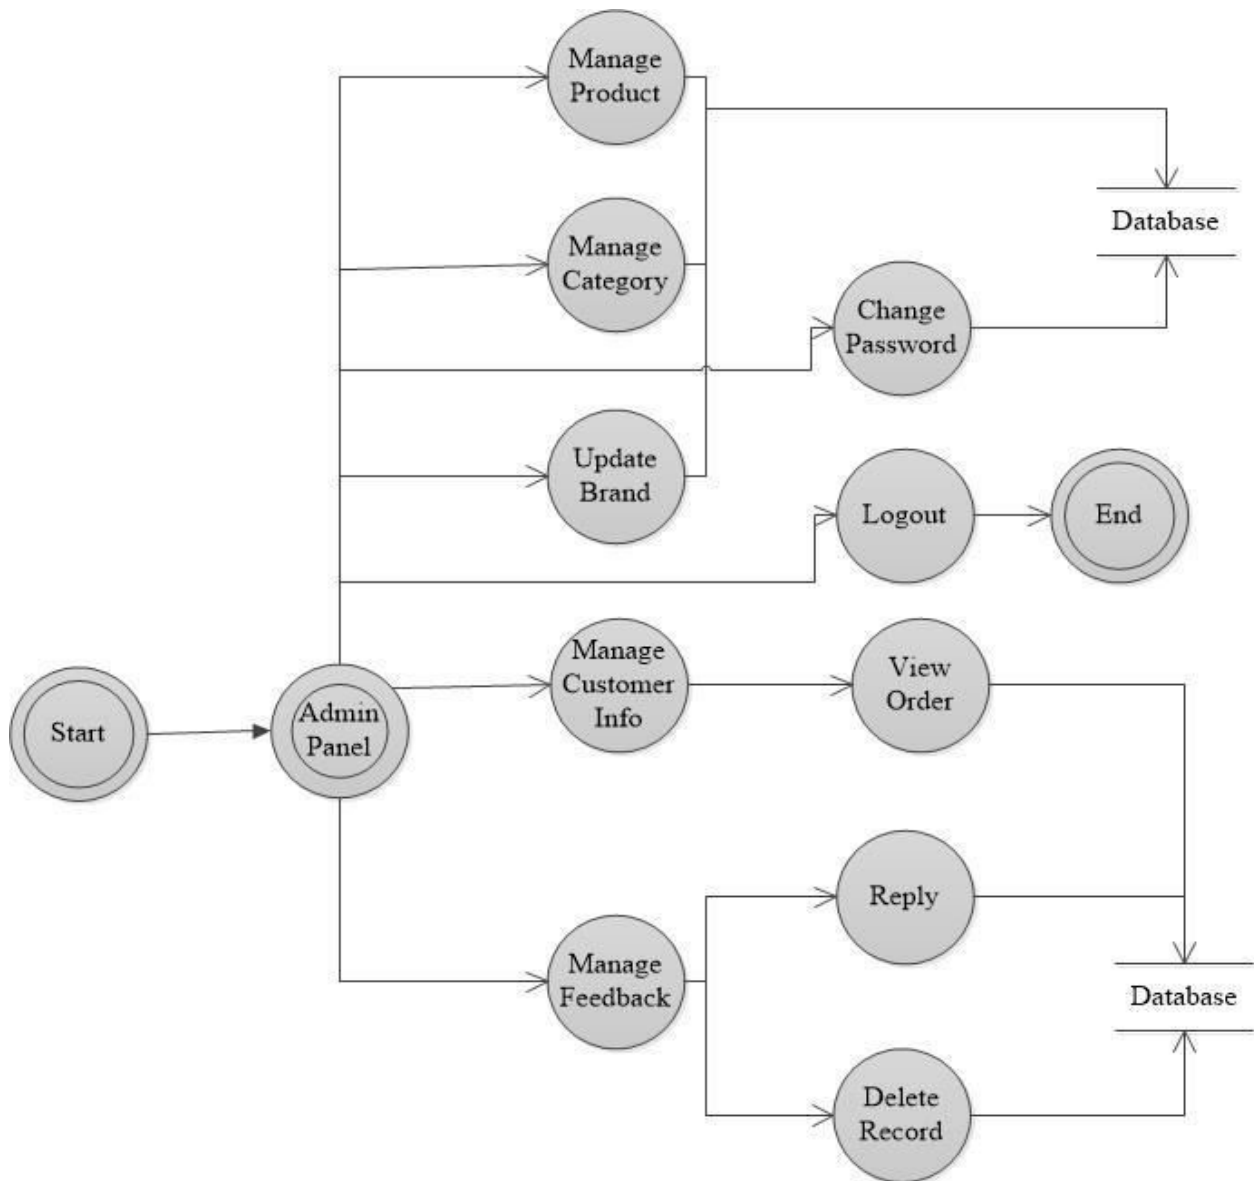 Manage
Product
Manage
Category
Database
Change
Password
Update
Brand
Logout
End
Manage
Customer
Info
View
Order
Start
Admin
Panel
Reply
Manage
Feedback
Database
Delete
Record